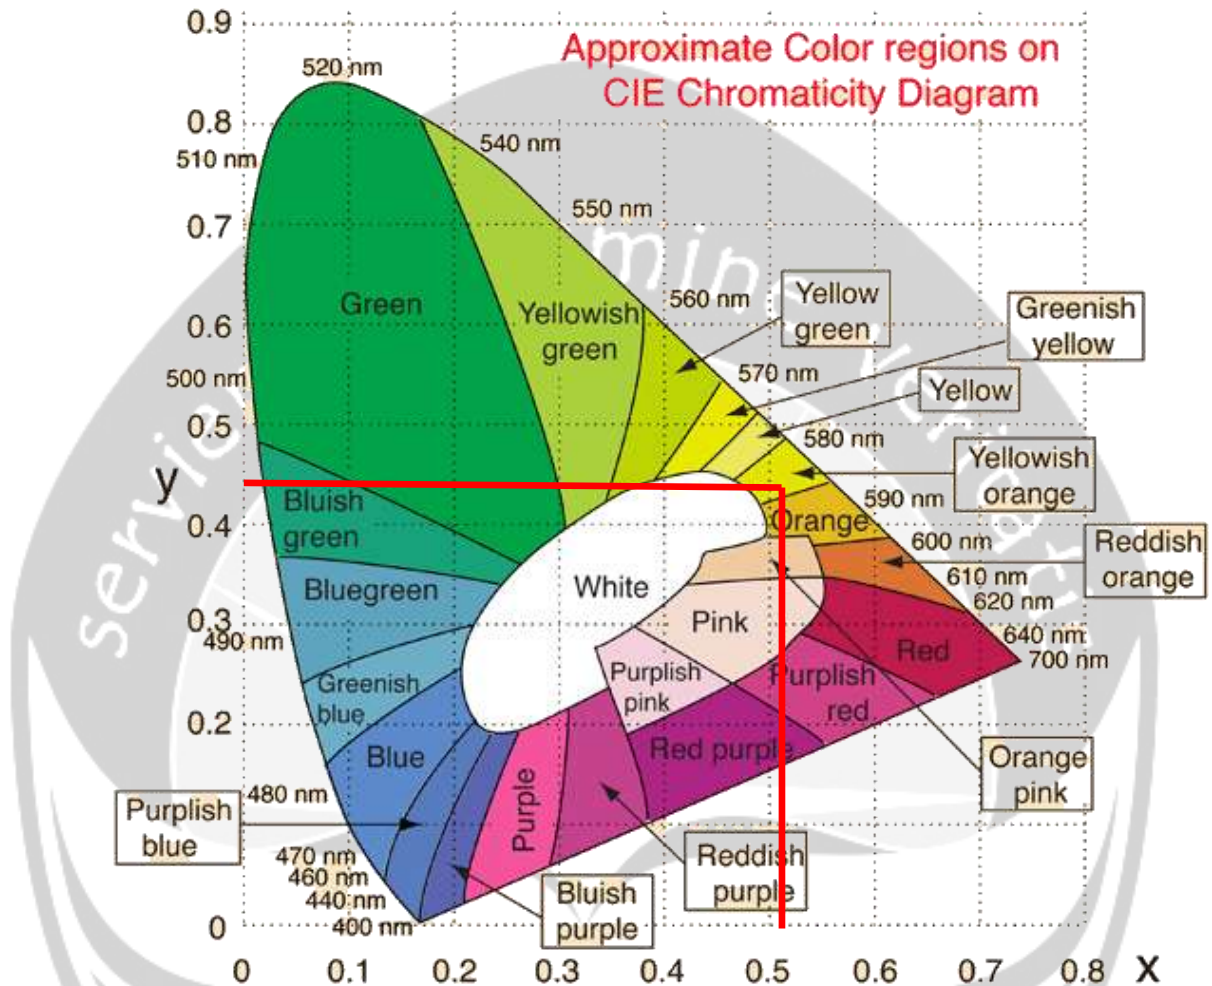 Approximate Color regions on
CIE Chromaticity Diagram
0.9
520 nm
0.8
540 nm
510 nm
550 nm
0.7
mine
560 nm
Yellow
green
Greenish
yellow
Green
Yellowish
green
0.6
500 nm
570 nm
Yellow
0.5
580 nm
Yellowish
orange
y
590 nm
Bluish
green
0.4
Orange
600 nm
Reddish
orange
White
610 nm
Bluegreen
620 nm
0.3
Pink
640 nm
490 nm
Red
700 nm
Greenish
blue
Purplish
pink
Purplish
red
0.2
Blue
Red purple
Orange
pink
480 nm
Purplish
blue
Purple
470 nm
460 nm
440 nm
400 nm
Reddish
purple
Bluish
purple
0
0 0.1 0.2 0.3 0.4 0.5 0.6 0.7 0.8 x